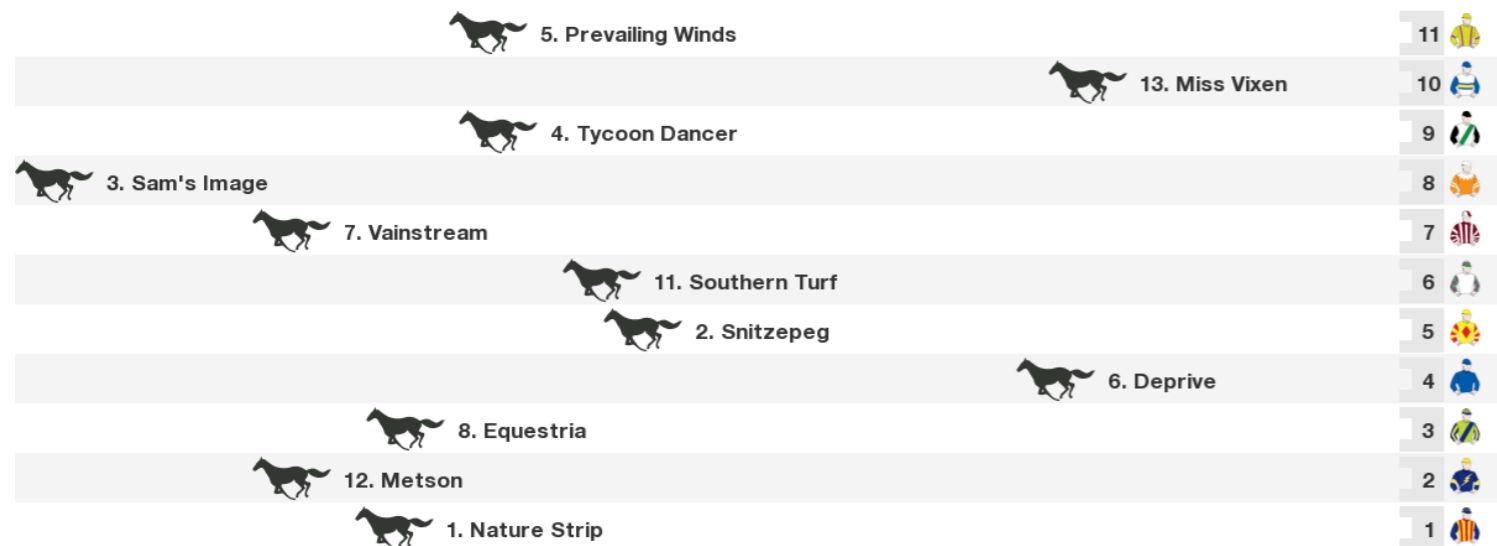 5. Prevailing Winds 11
13. Miss Vixen 10
4. Tycoon Dancer 9
3. Sam's Image 8
7. Vainstream 7
11. Southern Turf 6
2. Snitzepeg 5
6. Deprive 4
8. Equestria 3
12. Metson 2
1. Nature Strip 1